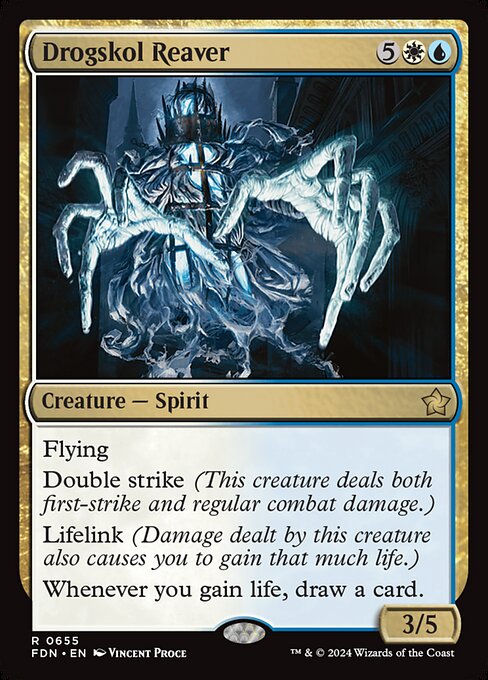 Drogskol Reaver 5
Creature — Spirit
Flying
Double strike (This creature deals both
first-strike and regular combat damage.)
Lifelink (Damage dealt by this creature
also causes you to gain that much life.)
Whenever you gain life, draw a card.
3/5
R 0655
FDN • EN Vincent Proce
™ & © 2024 Wizards of the Coast